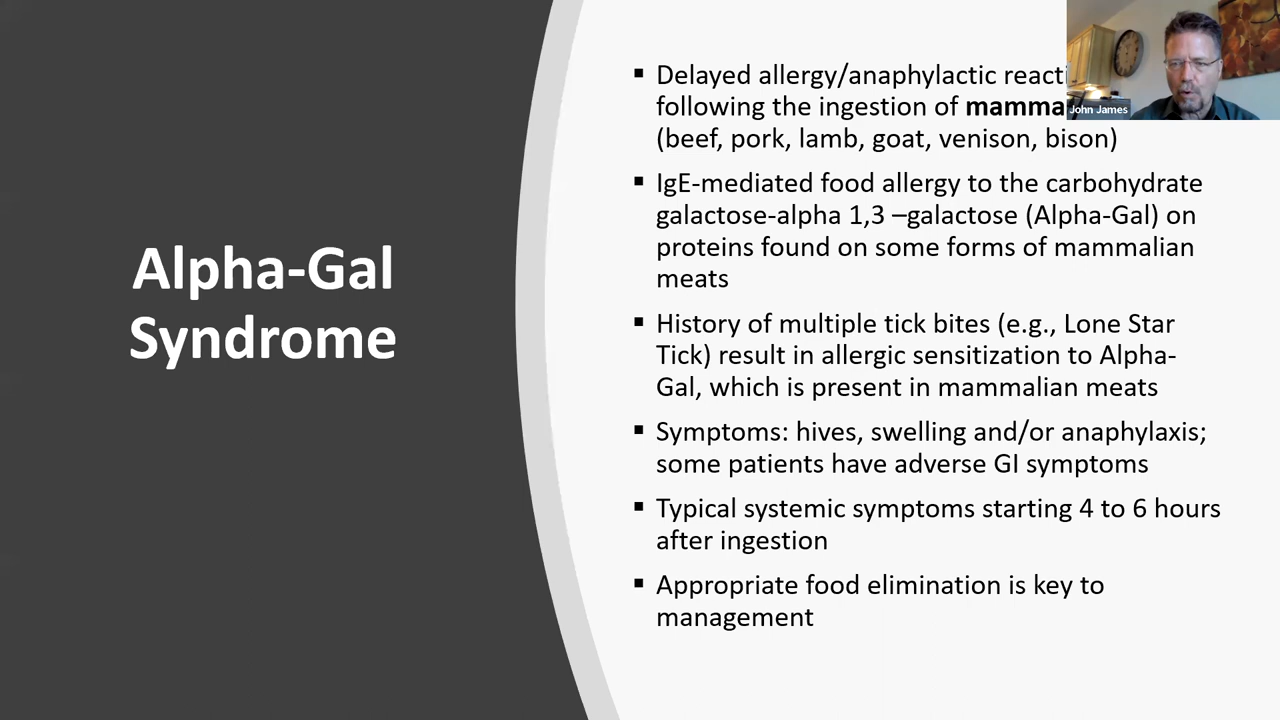 Alpha-Gal
Syndrome
▪ Delayed allergy/anaphylactic
following the ingestion of
(beef, pork, lamb, goat, venison, bison)
▪ IgE-mediated food allergy to the carbohydrate
galactose-alpha 1,3 –galactose (Alpha-Gal) on
proteins found on some forms of mammalian
meats
▪ History of multiple tick bites (e.g., Lone Star
Tick) result in allergic sensitization to Alpha-
Gal, which is present in mammalian meats
▪ Symptoms: hives, swelling and/or anaphylaxis;
some patients have adverse GI symptoms
▪ Typical systemic symptoms starting 4 to 6 hours
after ingestion
▪ Appropriate food elimination is key to
management
John James